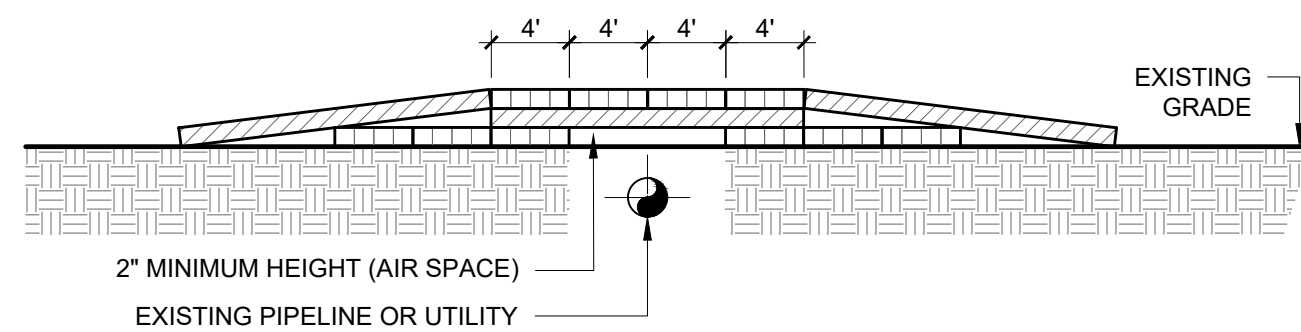 4' 4' 4' 4'
EXISTING
GRADE
2" MINIMUM HEIGHT (AIR SPACE)
EXISTING PIPELINE OR UTILITY